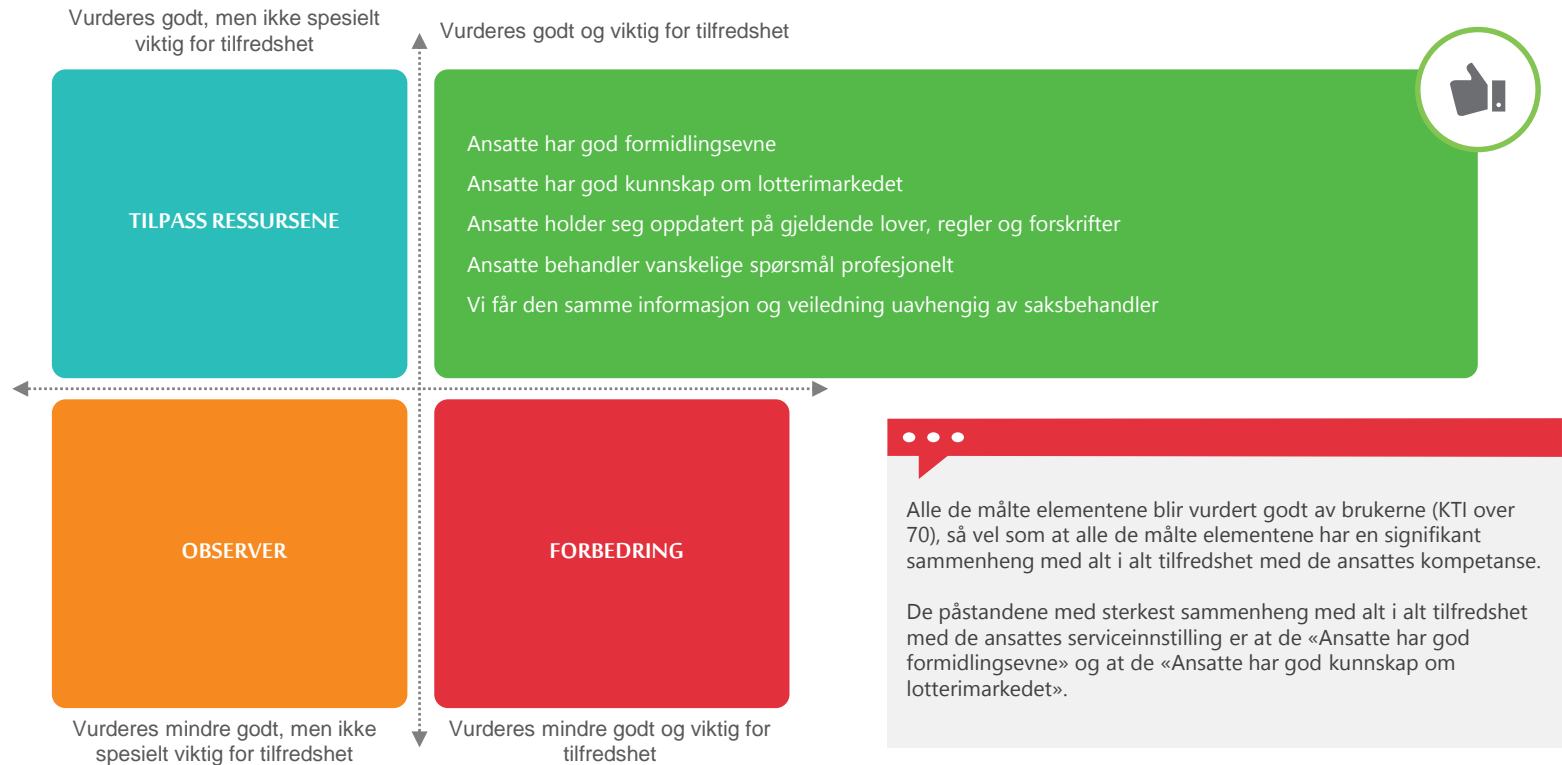 Vurderes godt, men ikke spesielt
viktig for tilfredshet
Vurderes godt og viktig for tilfredshet
TILPASS RESSURSENE
Ansatte har god formidlingsevne
Ansatte har god kunnskap om lotterimarkedet
Ansatte holder seg oppdatert på gjeldende lover, regler og forskrifter
Ansatte behandler vanskelige spørsmål profesjonelt
Vi får den samme informasjon og veiledning uavhengig av saksbehandler
OBSERVER
FORBEDRING
Alle de målte elementene blir vurdert godt av brukerne (KTI over
70), så vel som at alle de målte elementene har en signifikant
sammenheng med alt i alt tilfredshet med de ansattes kompetanse.
De påstandene med sterkest sammenheng med alt i alt tilfredshet
med de ansattes serviceinnstilling er at de «Ansatte har god
formidlingsevne» og at de «Ansatte har god kunnskap om
lotterimarkedet».
Vurderes mindre godt, men ikke
spesielt viktig for tilfredshet
Vurderes mindre godt og viktig for
tilfredshet